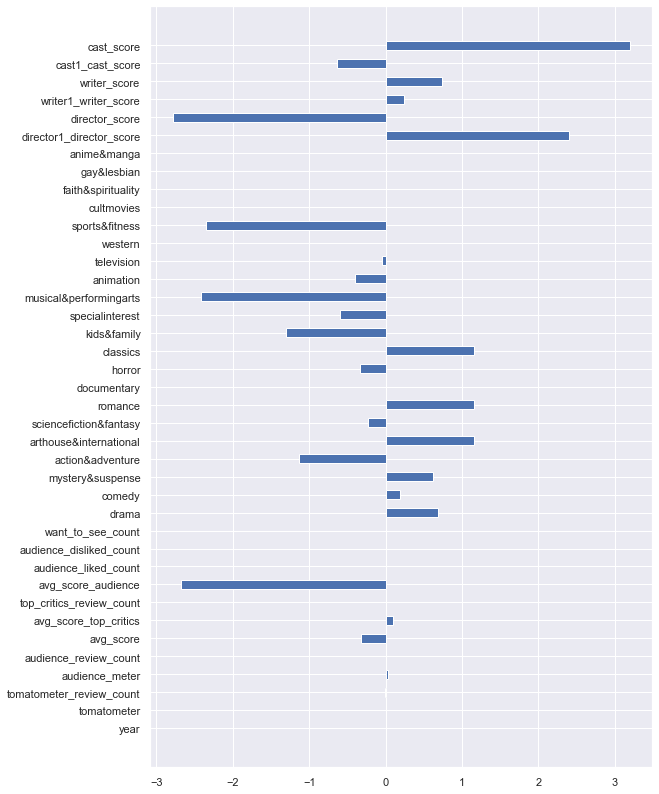 cast_score
cast1_cast_score
writer_score
writer1_writer_score
director_score
director1_director_score
anime&manga
gay&lesbian
faith&spirituality
cultmovies
sports&fitness
western
television
animation
musical&performingarts
specialinterest
kids&family
classics
horror
documentary
romance
sciencefiction&fantasy
arthouse&international
action&adventure
mystery&suspense
comedy
drama
want_to_see_count
audience_disliked_count
audience_liked_count
avg_score_audience
top_critics_review_count
avg_score_top_critics
avg_score
audience_review_count
audience_meter
tomatometer_review_count
tomatometer
year
−3 −2 −1 0 1 2 3